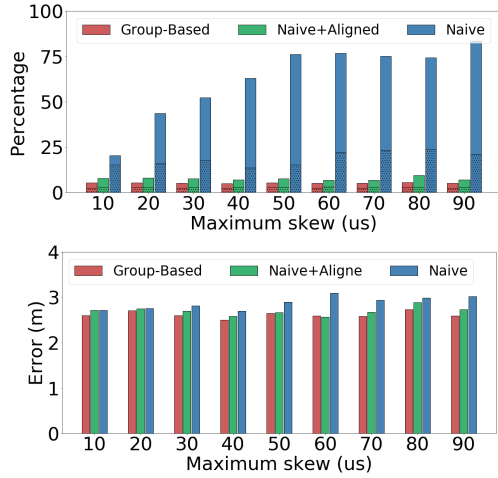 100
Group-Based Naive+Aligned Naive
75
50
25
0
Percentage
10 20 30 40 50 60 70 80 90
Maximum skew (us)
4
Group-Based Naive+Aligne Naive
3
2
1
0
Error (m)
10 20 30 40 50 60 70 80 90
Maximum skew (us)